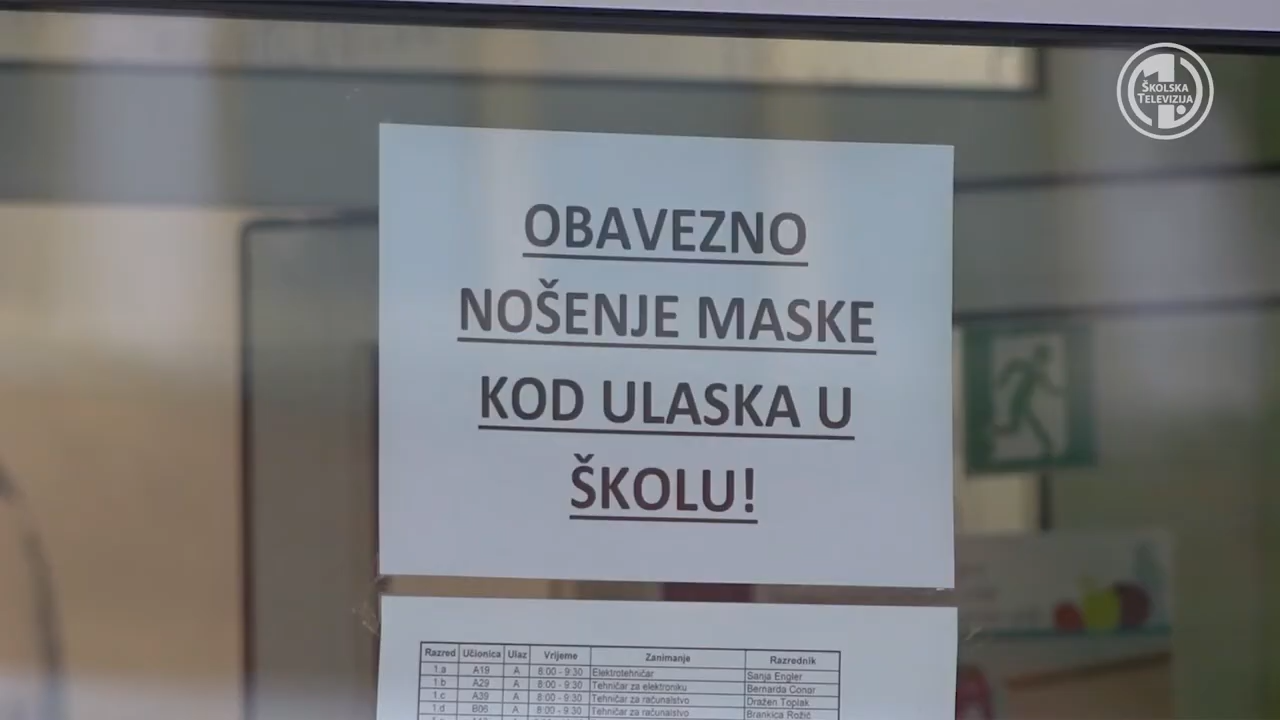 ŠKOLSKA
TELEVIZIJA
OBAVEZNO
NOŠENJE MASKE
KOD ULASKA U
ŠKOLU!
Razred Učionica Ulaz Vrijeme Zanimanje Razrednik
1.a A19 A 8:00 - 9:30 Elektrotehničar Sanja Engler
1.b A29 A 8:00 - 9:30 Tehničar za elektroniku Bernarda Conar
1.c A39 A 8:00 - 9:30 Tehničar za računalstvo Dražen Toplak
1.d B06 A 8:00 - 9:30 Tehničar za računalstvo Brankica Rožić